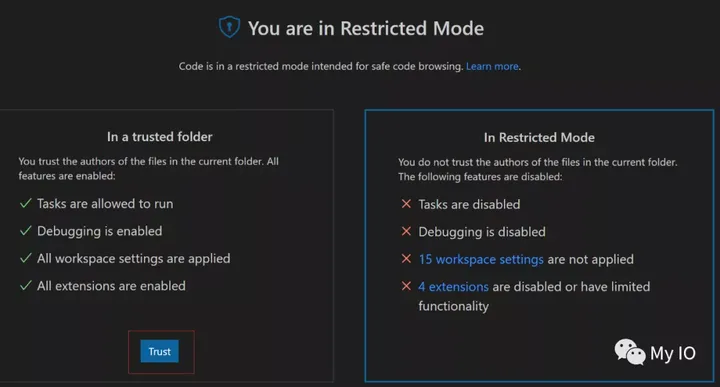 You are in Restricted Mode
Code is in a restricted mode intended for safe code browsing. Learn more.
In a trusted folder
You trust the authors of the files in the current folder. All
features are enabled:
Tasks are allowed to run
Debugging is enabled
All workspace settings are applied
All extensions are enabled
Trust
In Restricted Mode
You do not trust the authors of the files in the current folder.
The following features are disabled:
Tasks are disabled
Debugging is disabled
15 workspace settings are not applied
4 extensions are disabled or have limited
functionality
My IO